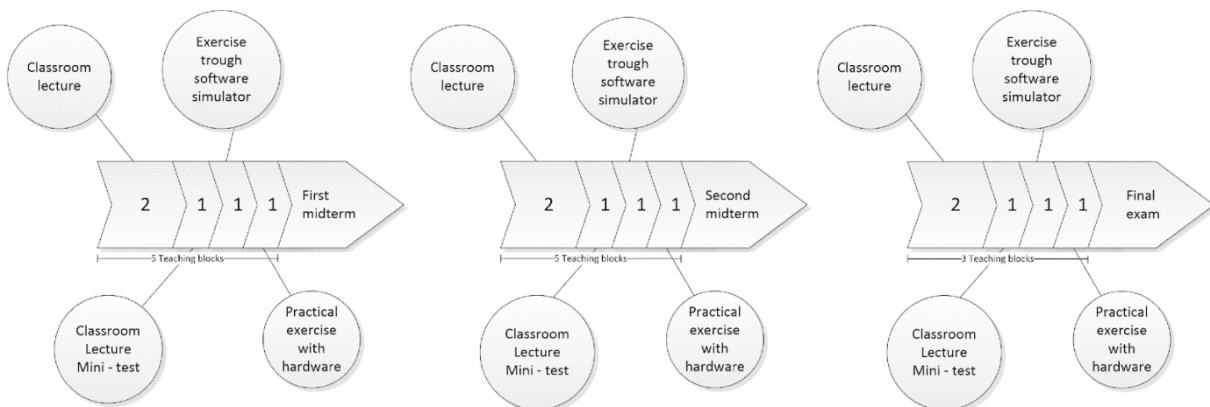 Classroom
lecture
Exercise
trough
software
simulator
2
1
1
1
First
midterm
5 Teaching blocks
Classroom
Lecture
Mini - test
Practical
exercise
with
hardware
Classroom
lecture
Exercise
trough
software
simulator
2
1
1
1
Second
midterm
5 Teaching blocks
Classroom
Lecture
Mini - test
Practical
exercise
with
hardware
Classroom
lecture
Exercise
trough
software
simulator
2
1
1
1
Final
exam
3 Teaching blocks
Classroom
Lecture
Mini - test
Practical
exercise
with
hardware